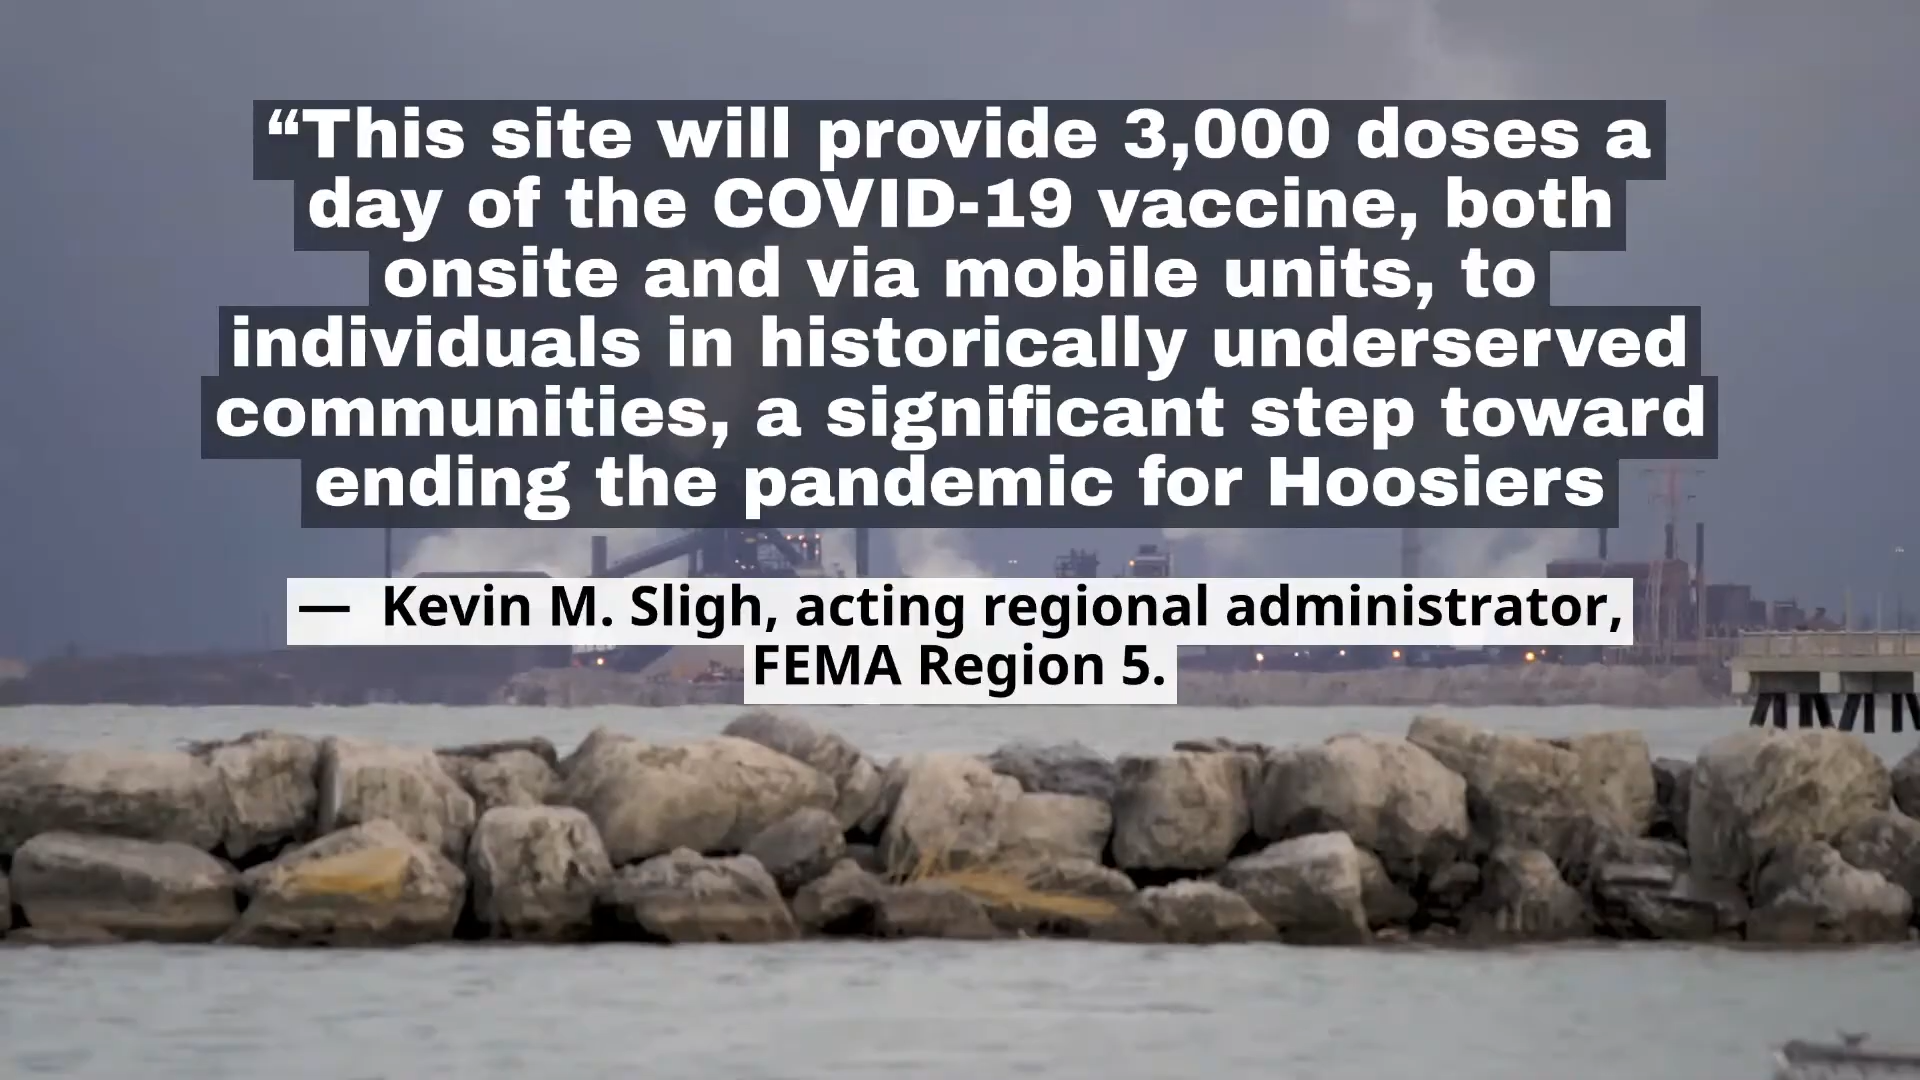 “This site will provide 3,000 doses a
day of the COVID-19 vaccine, both
onsite and via mobile units, to
individuals in historically underserved
communities, a significant step toward
ending the pandemic for Hoosiers
— Kevin M. Sligh, acting regional administrator,
FEMA Region 5.